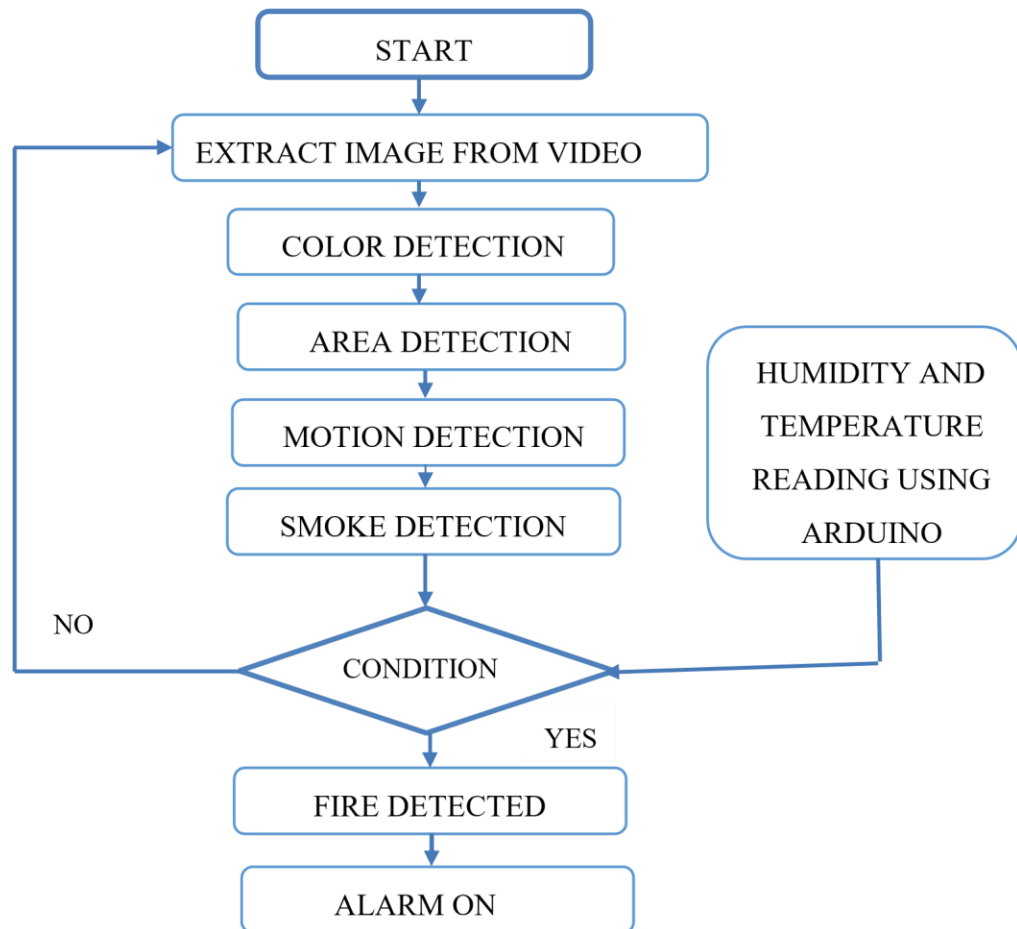 START
EXTRACT IMAGE FROM VIDEO
COLOR DETECTION
AREA DETECTION
MOTION DETECTION
SMOKE DETECTION
HUMIDITY AND
TEMPERATURE
READING USING
ARDUINO
NO
CONDITION
YES
FIRE DETECTED
ALARM ON